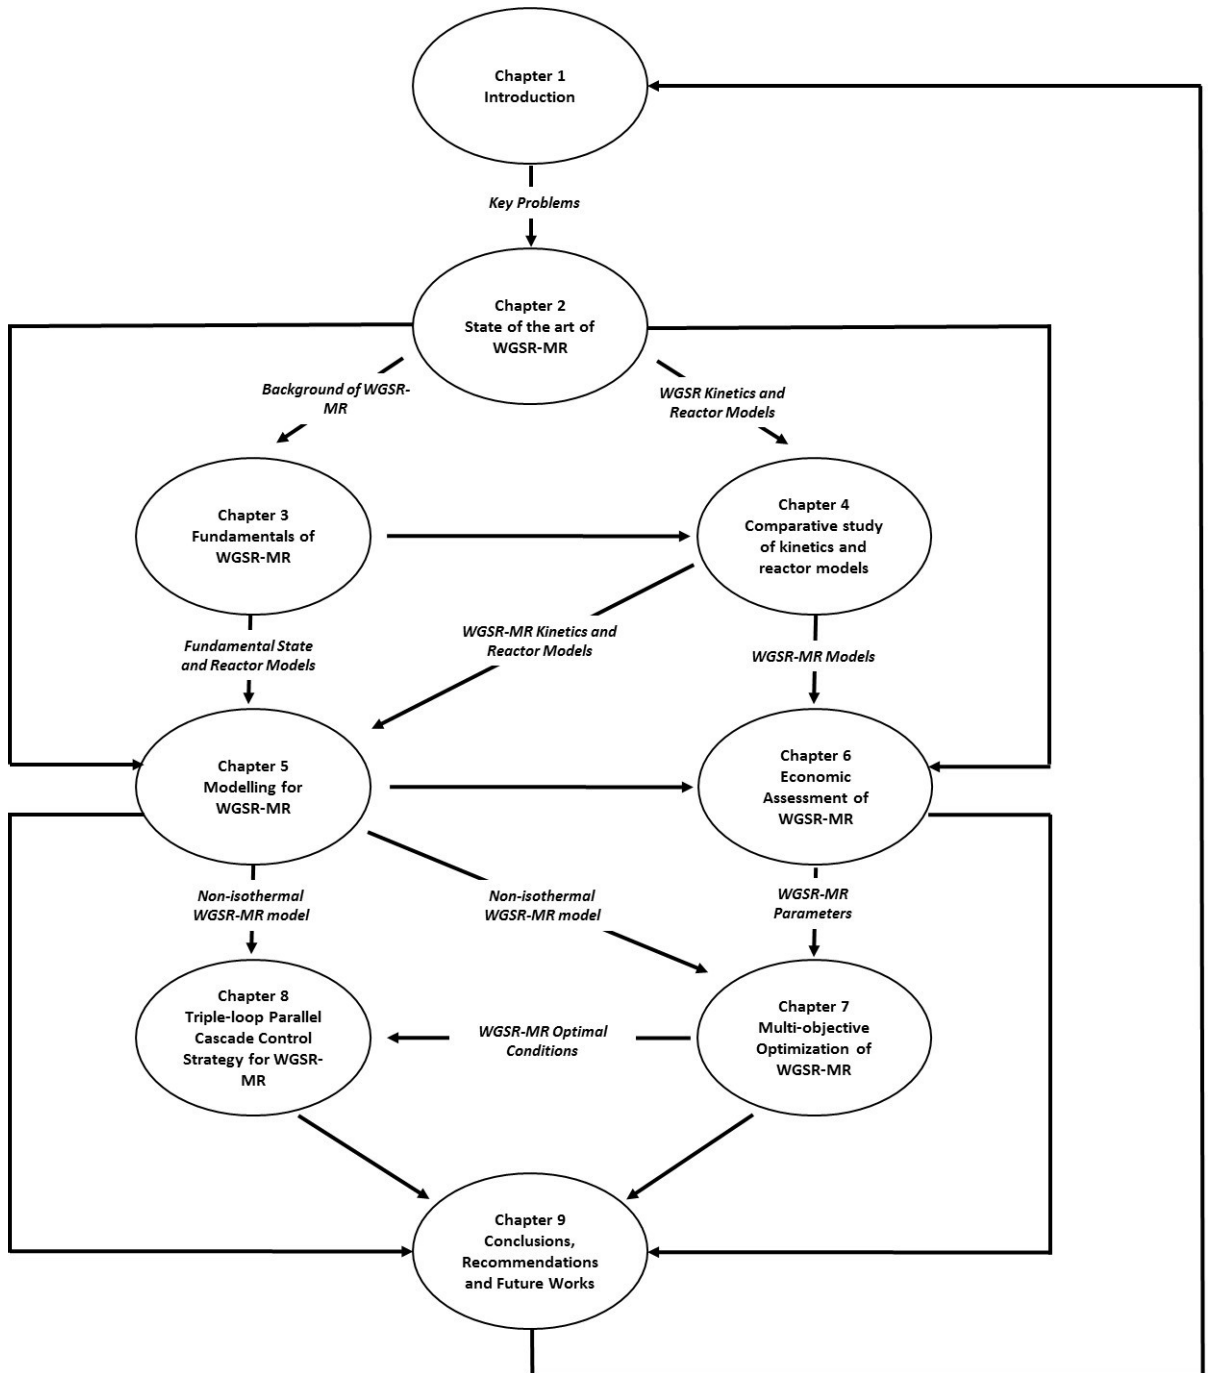 Chapter 1
Introduction
Key Problems
Chapter 2
State of the art of
WGSR-MR
Background of WGSR-
MR
WGSR Kinetics and
Reactor Models
Chapter 3
Fundamentals of
WGSR-MR
Chapter 4
Comparative study
of kinetics and
reactor models
Fundamental State
and Reactor Models
WGSR-MR Kinetics and
Reactor Models
WGSR-MR Models
Chapter 5
Modelling for
WGSR-MR
Chapter 6
Economic
Assessment of
WGSR-MR
Non-isothermal
WGSR-MR model
Non-isothermal
WGSR-MR model
WGSR-MR
Parameters
Chapter 8
Triple-loop Parallel
Cascade Control
Strategy for WGSR-
MR
WGSR-MR Optimal
Conditions
Chapter 7
Multi-objective
Optimization of
WGSR-MR
Chapter 9
Conclusions,
Recommendations
and Future Works